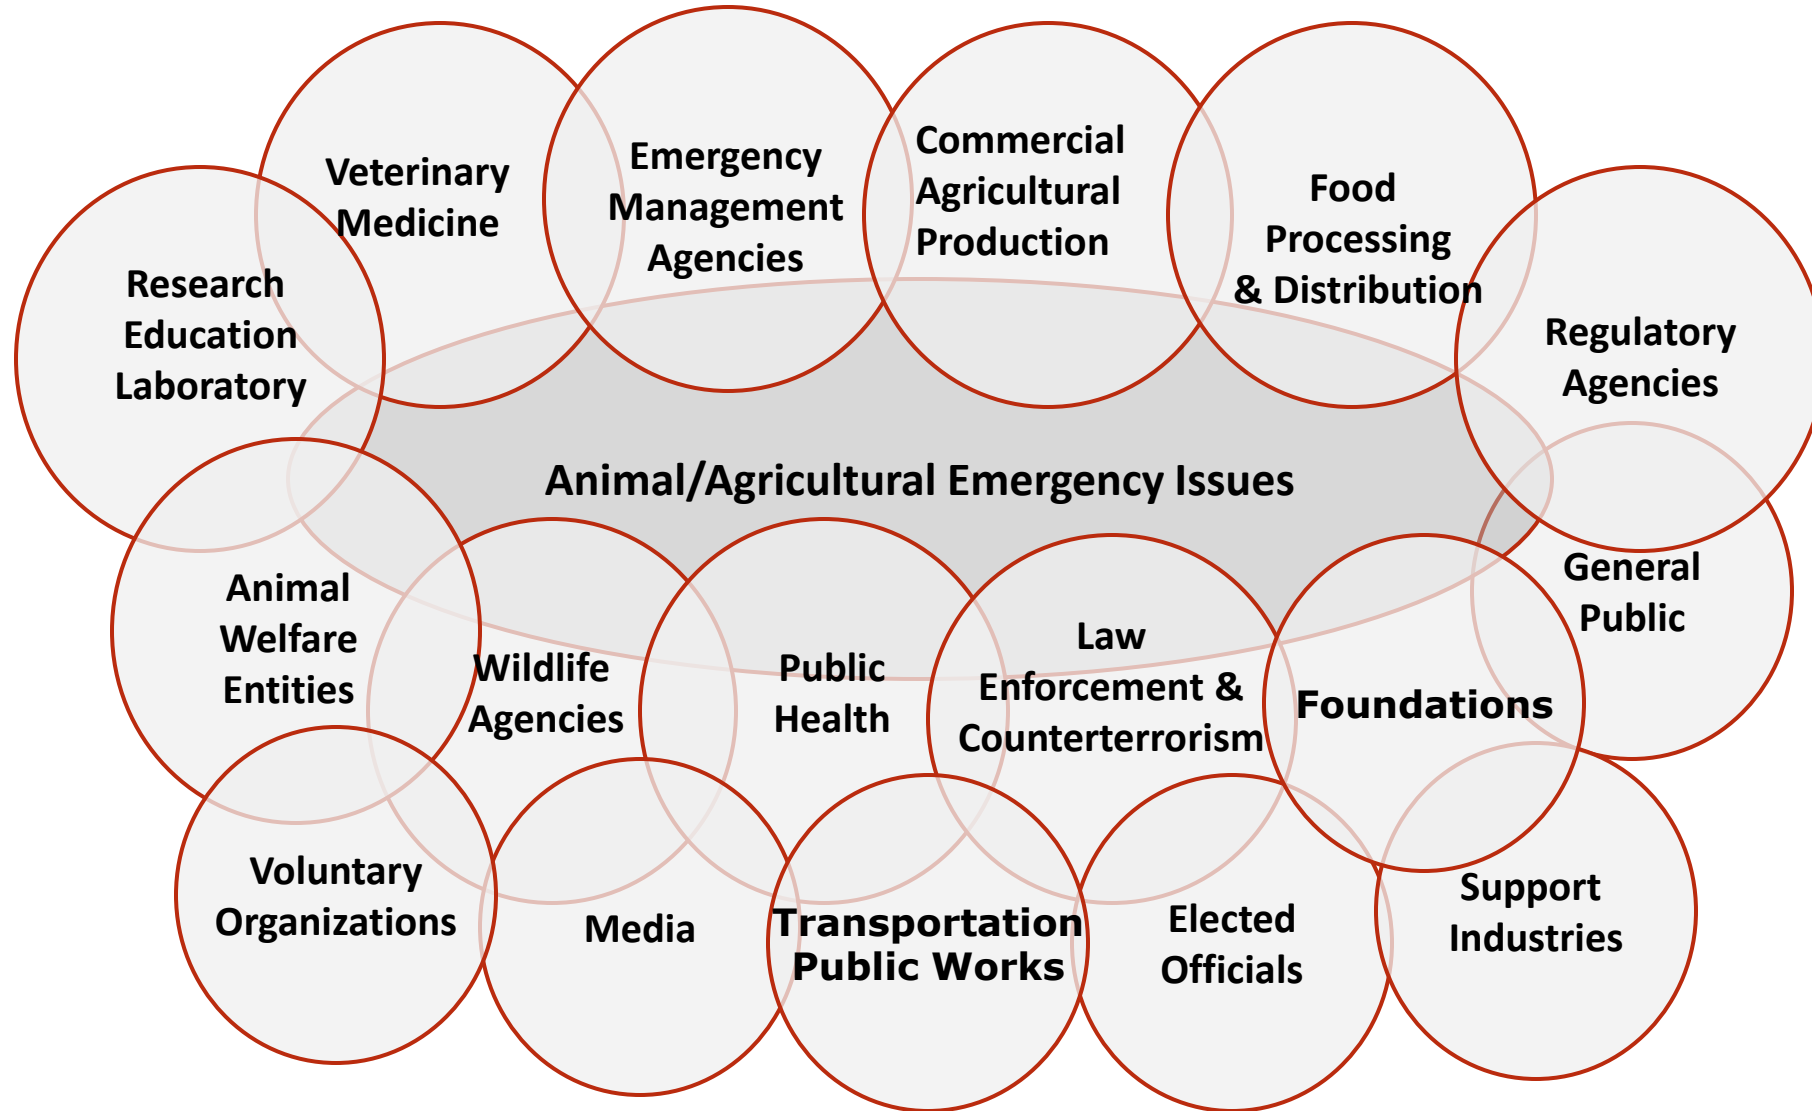 Veterinary
Medicine
Emergency
Management
Agencies
Commercial
Agricultural
Production
Food
Processing
& Distribution
Research
Education
Laboratory
Regulatory
Agencies
Animal/Agricultural Emergency Issues
Animal
Welfare
Entities
Wildlife
Agencies
Public
Health
Law
Enforcement &
Counterterrorism
Foundations
General
Public
Voluntary
Organizations
Media
Transportation
Public Works
Elected
Officials
Support
Industries